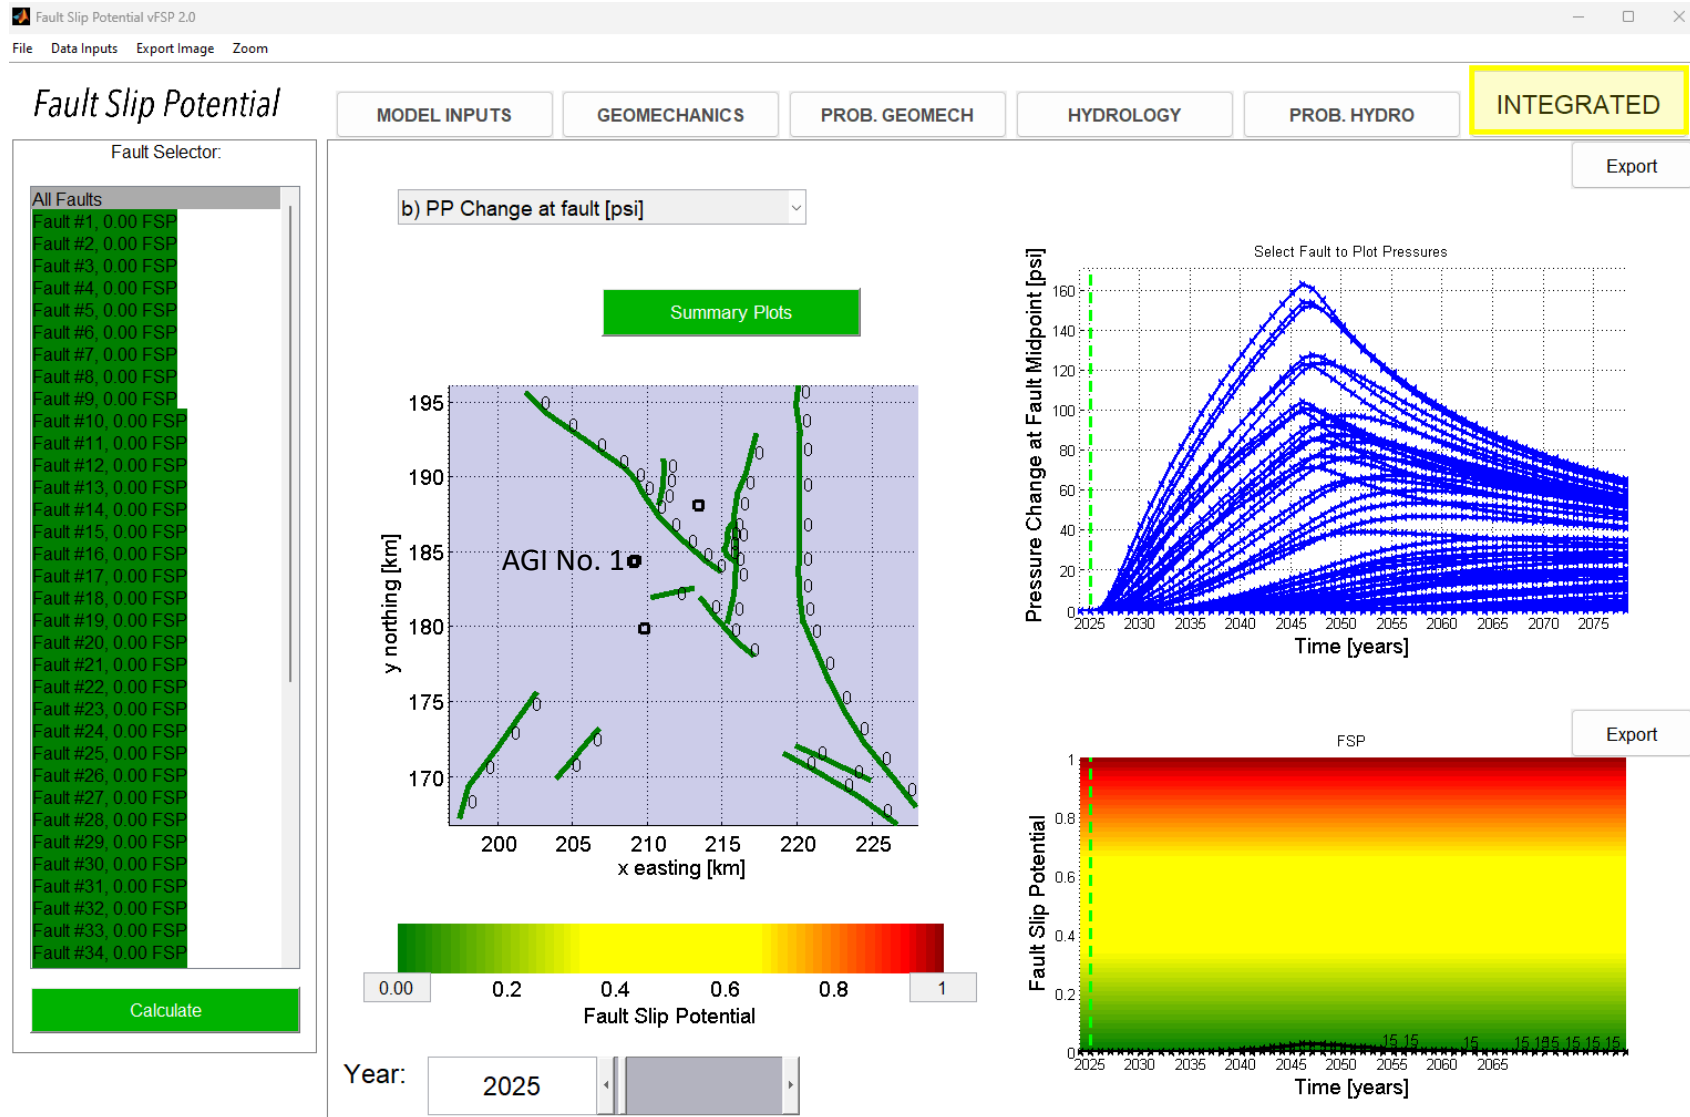 Fault Slip Potential vFSP 2.0
File Data Inputs Export Image Zoom
Fault Slip Potential
MODEL INPUTS GEOMECHANICS PROB. GEOMECH HYDROLOGY PROB. HYDRO INTEGRATED
Fault Selector:
All Faults
Fault #1, 0.00 FSP
Fault #2, 0.00 FSP
Fault #3, 0.00 FSP
Fault #4, 0.00 FSP
Fault #5, 0.00 FSP
Fault #6, 0.00 FSP
Fault #7, 0.00 FSP
Fault #8, 0.00 FSP
Fault #9, 0.00 FSP
Fault #10, 0.00 FSP
Fault #11, 0.00 FSP
Fault #12, 0.00 FSP
Fault #13, 0.00 FSP
Fault #14, 0.00 FSP
Fault #15, 0.00 FSP
Fault #16, 0.00 FSP
Fault #17, 0.00 FSP
Fault #18, 0.00 FSP
Fault #19, 0.00 FSP
Fault #20, 0.00 FSP
Fault #21, 0.00 FSP
Fault #22, 0.00 FSP
Fault #23, 0.00 FSP
Fault #24, 0.00 FSP
Fault #25, 0.00 FSP
Fault #26, 0.00 FSP
Fault #27, 0.00 FSP
Fault #28, 0.00 FSP
Fault #29, 0.00 FSP
Fault #30, 0.00 FSP
Fault #31, 0.00 FSP
Fault #32, 0.00 FSP
Fault #33, 0.00 FSP
Fault #34, 0.00 FSP
Calculate
b) PP Change at fault [psi]
Summary Plots
y northing [km]
195
190
185
180
175
170
AGI No. 1
200 205 210 215 220 225
x easting [km]
0.00 0.2 0.4 0.6 0.8 1
Fault Slip Potential
Year: 2025
Export
Select Fault to Plot Pressures
Pressure Change at Fault Midpoint [psi]
160
140
120
100
80
60
40
20
0
2025 2030 2035 2040 2045 2050 2055 2060 2065 2070 2075
Time [years]
Export
FSP
Fault Slip Potential
1
0.8
0.6
0.4
0.2
0
15 15 15 15 15 15 15 15 15
2025 2030 2035 2040 2045 2050 2055 2060 2065
Time [years]